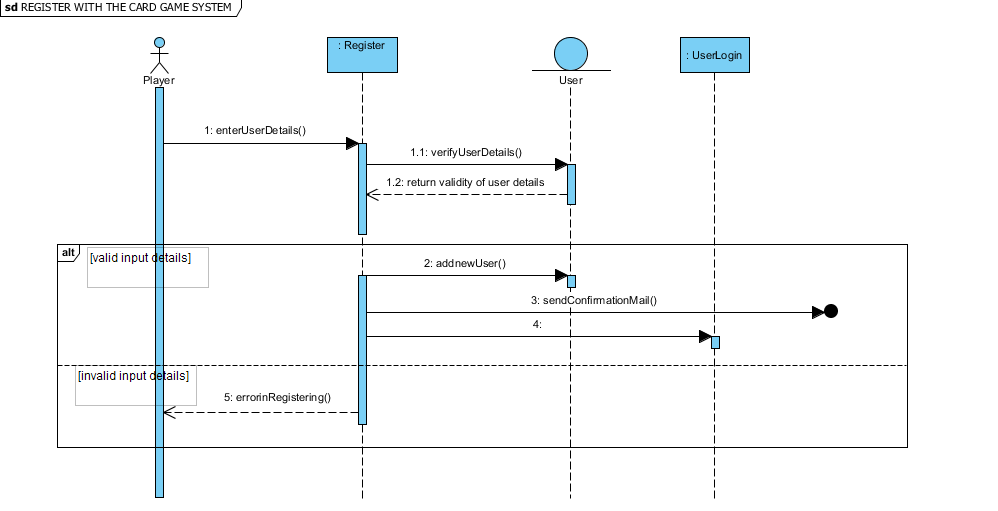 sd REGISTER WITH THE CARD GAME SYSTEM
: Register
: UserLogin
Player
User
1: enterUserDetails()
1.1: verifyUserDetails()
1.2: return validity of user details
alt
[valid input details]
2: addnewUser()
3: sendConfirmationMail()
4:
[invalid input details]
5: errorinRegistering()